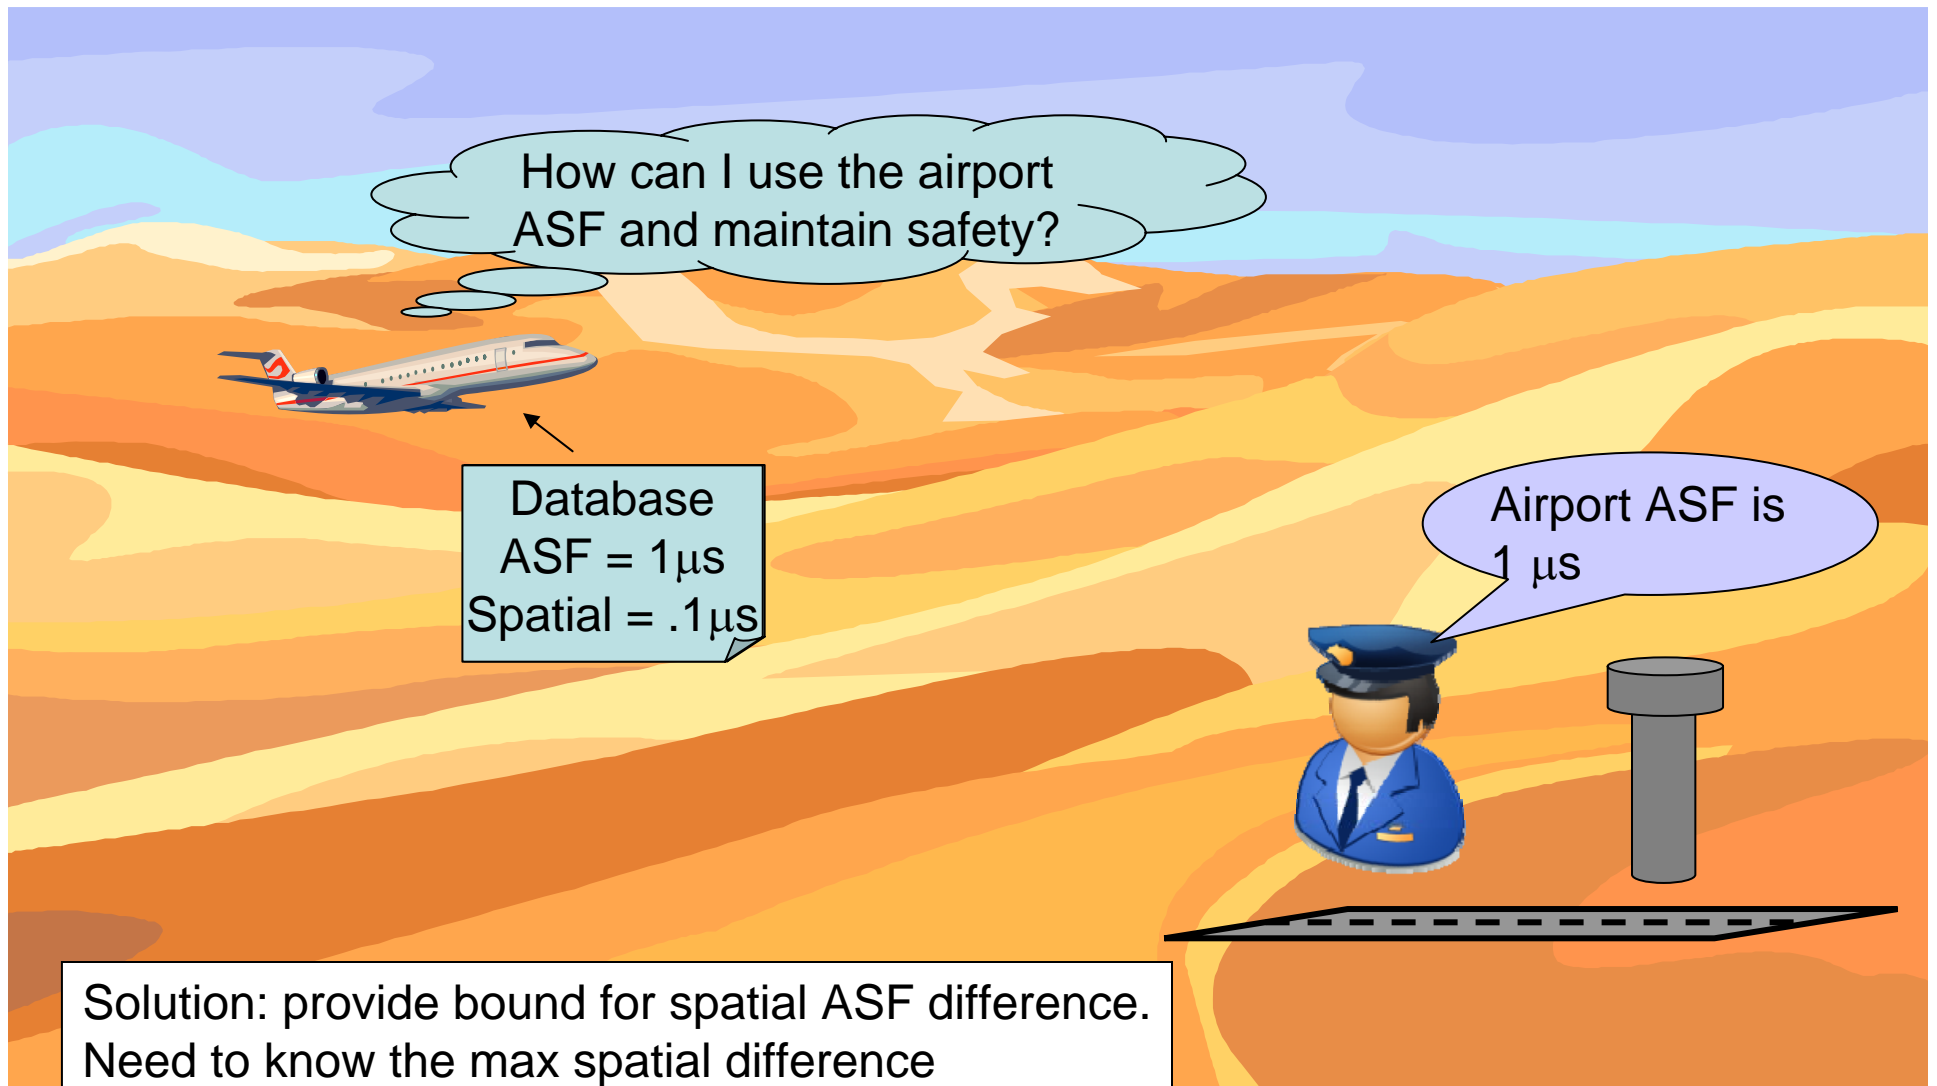 How can I use the airport
ASF and maintain safety?
Database
ASF = 1μs
Spatial = .1μs
Airport ASF is
1 μs
Solution: provide bound for spatial ASF difference.
Need to know the max spatial difference